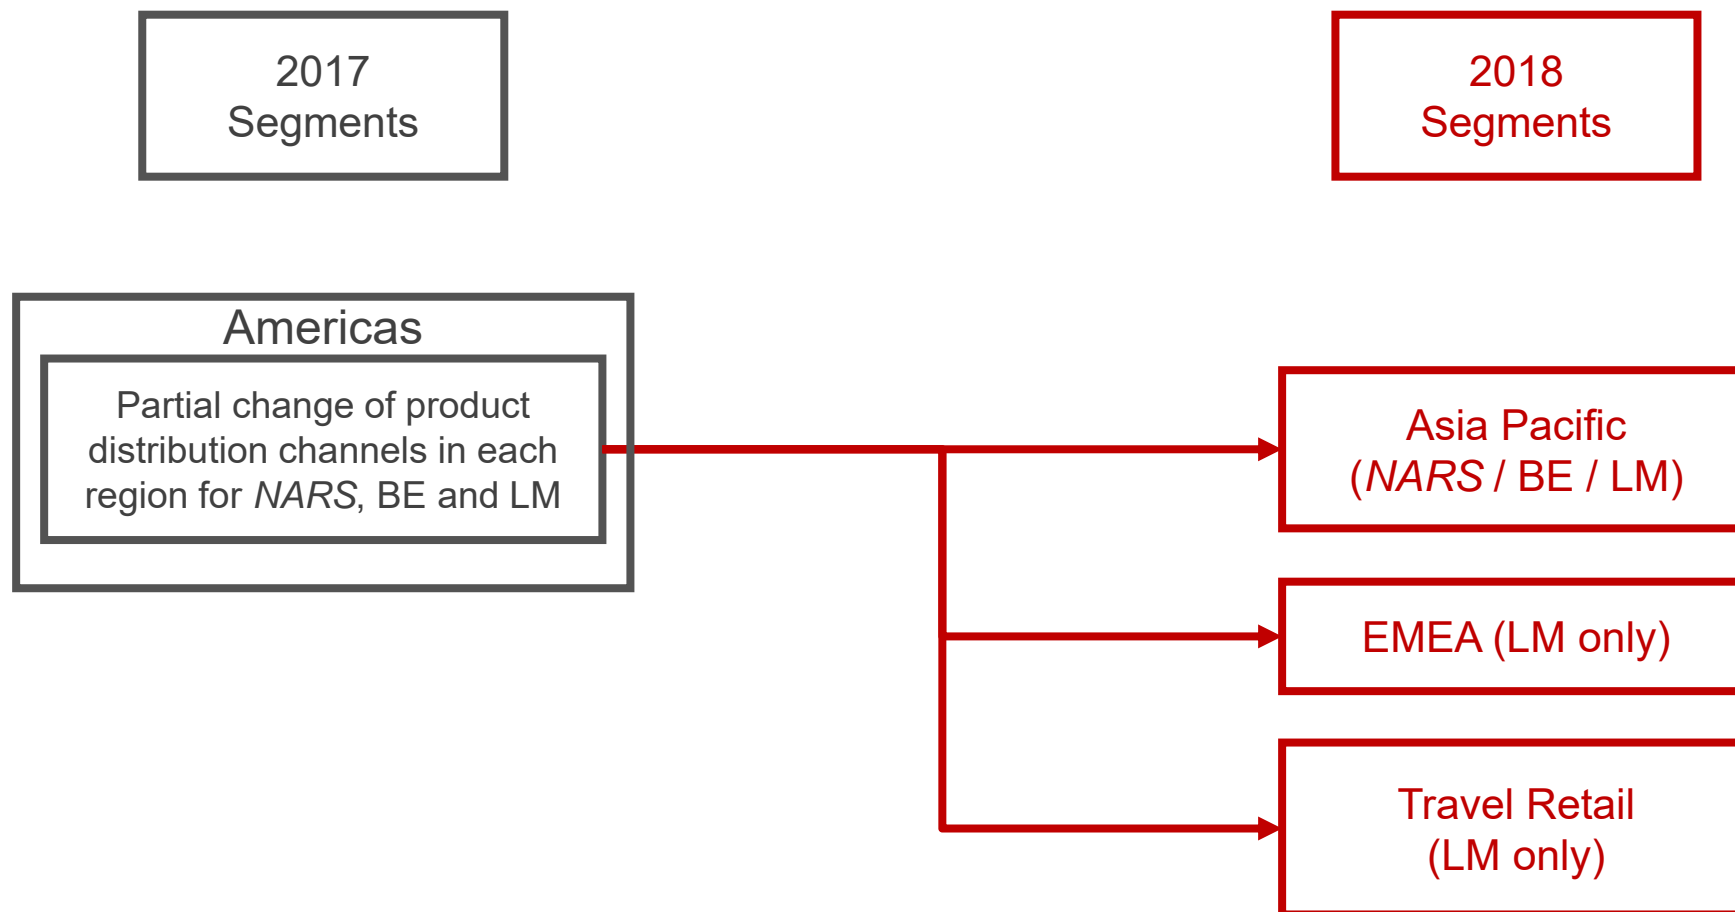 2017
Segments
2018
Segments
Americas
Partial change of product
distribution channels in each
region for NARS, BE and LM
Asia Pacific
(NARS / BE / LM)
EMEA (LM only)
Travel Retail
(LM only)